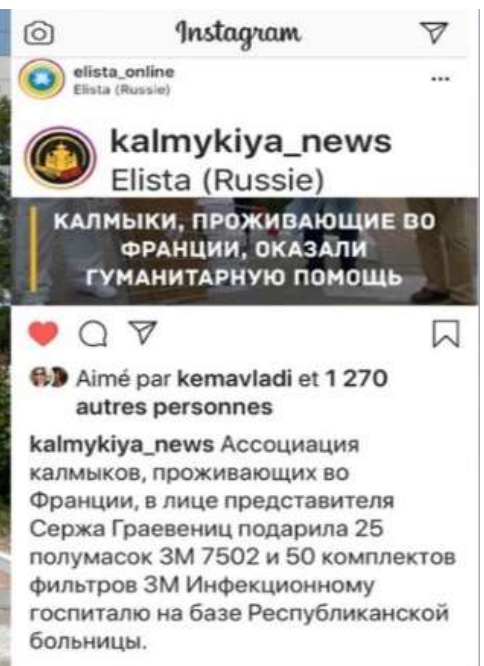 Instagram
elista_online
Elista (Russie)
kalmykiya_news
Elista (Russie)
КАЛМЫКИ, ПРОЖИВАЮЩИЕ ВО
ФРАНЦИИ, ОКАЗАЛИ
ГУМАНИТАРНУЮ ПОМОЩЬ
Aimé par kemavladi et 1 270
autres personnes
kalmykiya_news Ассоциация
калмыков, проживающих во
Франции, в лице представителя
Сержа Граевениц подарила 25
полумасок 3М 7502 и 50 комплектов
фильтров 3М Инфекционному
госпиталю на базе Республиканской
больницы.